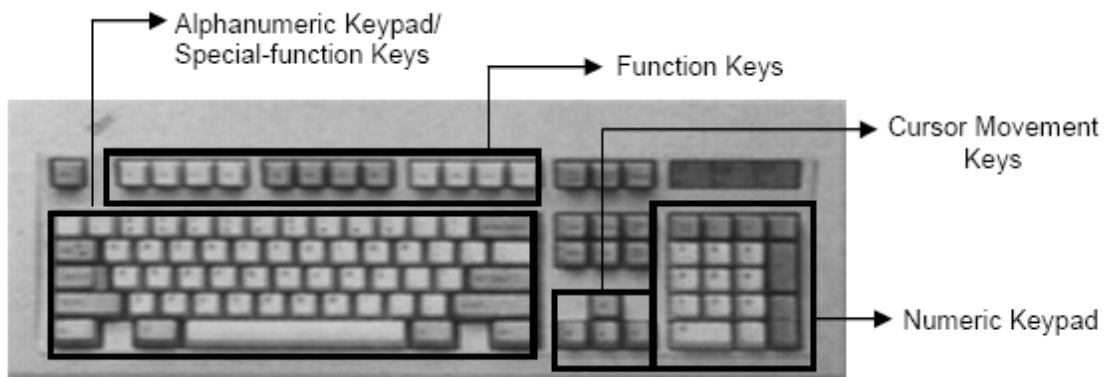 Alphanumeric Keypad/
Special-function Keys
Function Keys
Cursor Movement
Keys
Numeric Keypad